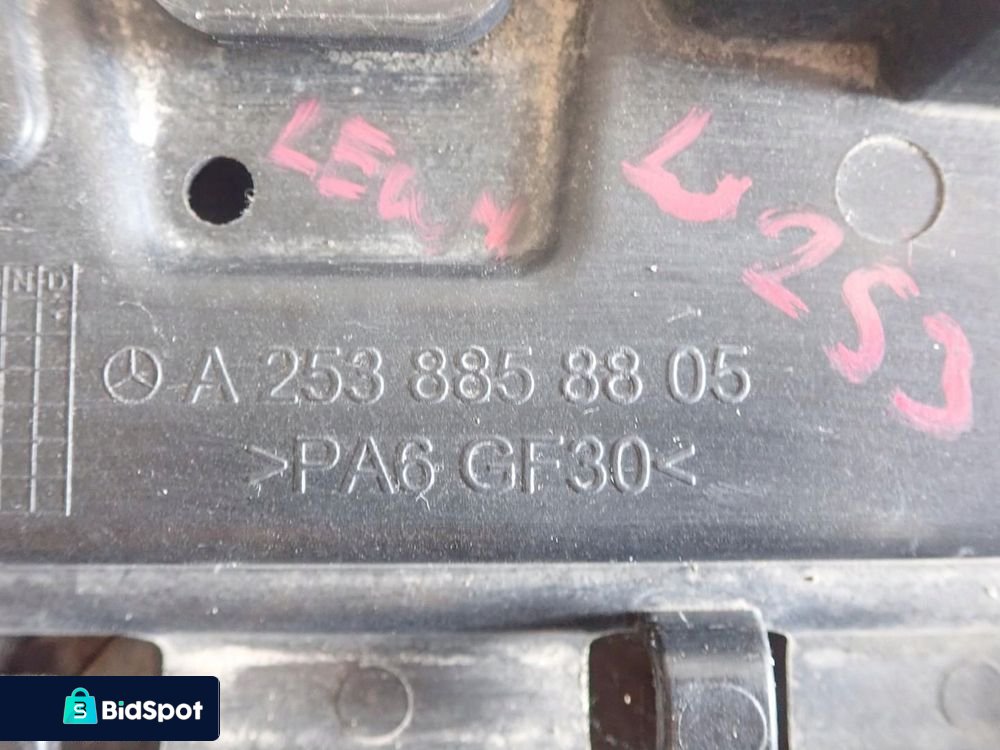 LEWY
W253
N D
A 253 885 88 05
>PA6 GF30<
BidSpot